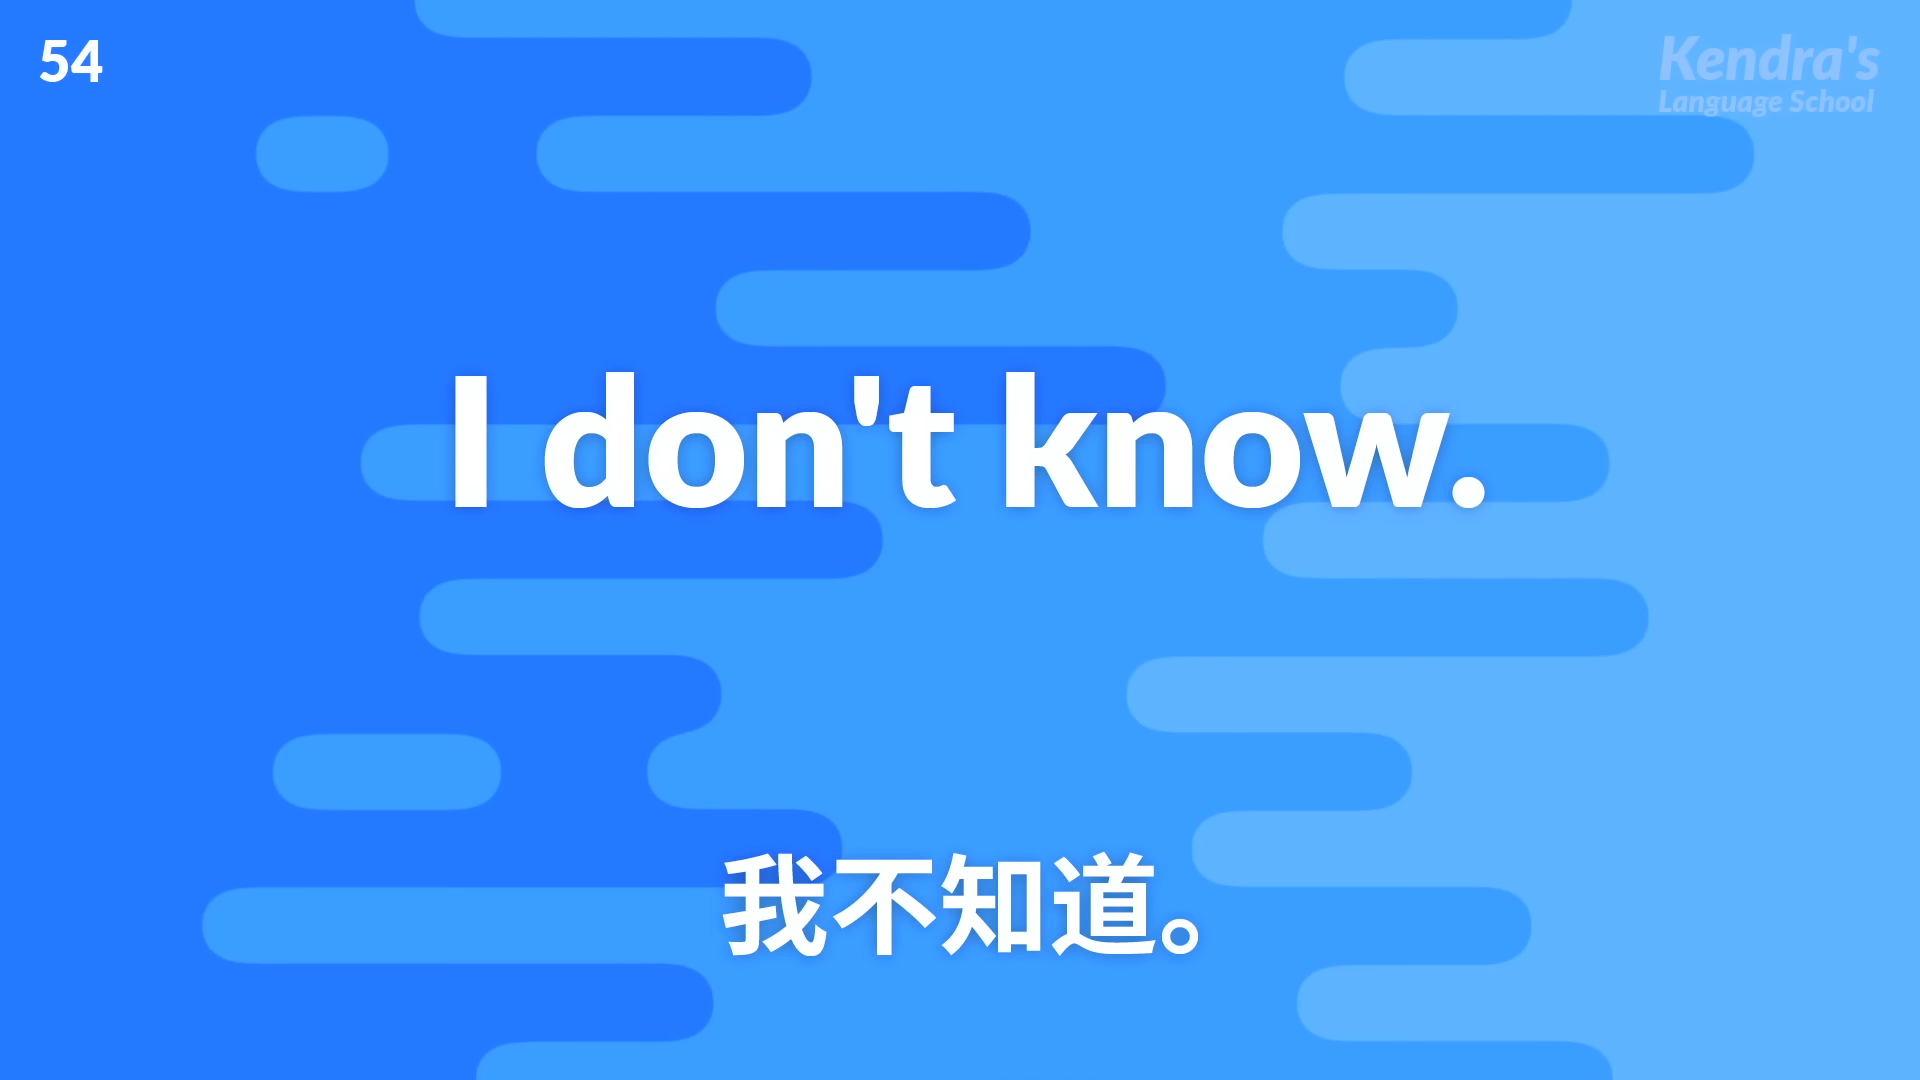 54
Kendra's
Language School
I don't know.
我不知道。